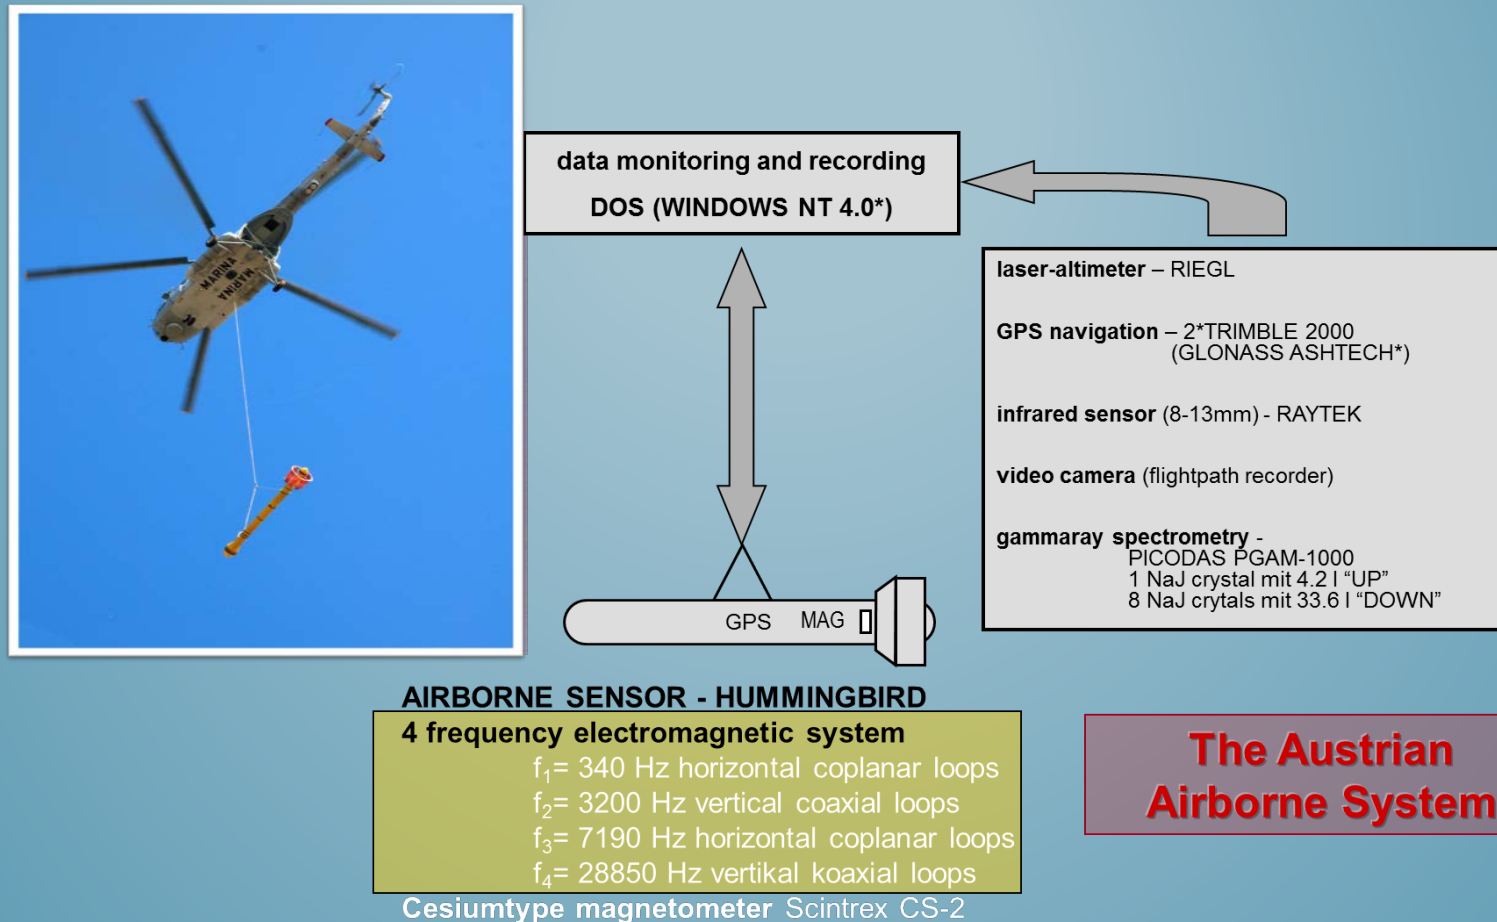 MARINA
MARINA
data monitoring and recording
DOS (WINDOWS NT 4.0*)
laser-altimeter – RIEGL
GPS navigation – 2*TRIMBLE 2000
(GLONASS ASHTECH*)
infrared sensor (8-13mm) - RAYTEK
video camera (flightpath recorder)
gammaray spectrometry -
PICODAS PGAM-1000
1 NaJ crystal mit 4.2 l “UP”
8 NaJ crytals mit 33.6 l “DOWN”
GPS MAG
AIRBORNE SENSOR - HUMMINGBIRD
4 frequency electromagnetic system
f₁= 340 Hz horizontal coplanar loops
f₂= 3200 Hz vertical coaxial loops
f₃= 7190 Hz horizontal coplanar loops
f₄= 28850 Hz vertikal koaxial loops
Cesiumtype magnetometer Scintrex CS-2
The Austrian
Airborne System